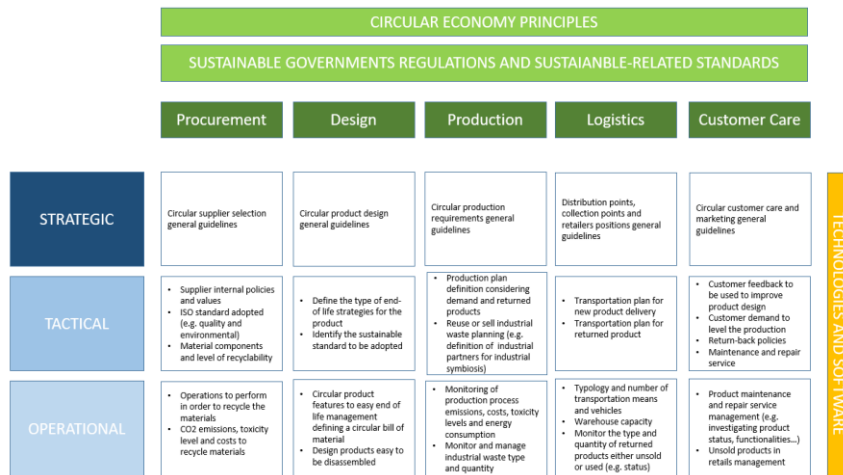 CIRCULAR ECONOMY PRINCIPLES
SUSTAINABLE GOVERNMENTS REGULATIONS AND SUSTAIANBLE-RELATED STANDARDS
Procurement
Design
Production
Logistics
Customer Care
STRATEGIC
Circular supplier selection
general guidelines
Circular product design
general guidelines
Circular production
requirements general
guidelines
Distribution points,
collection points and
retailers positions general
guidelines
Circular customer care and
marketing general
guidelines
TACTICAL
• Supplier internal policies
and values
• ISO standard adopted
(e.g. quality and
environmental)
• Material components
and level of recyclability
• Define the type of end-
of life strategies for the
product
• Identify the sustainable
standard to be adopted
• Production plan
definition considering
demand and returned
products
• Reuse or sell industrial
waste planning (e.g.
definition of industrial
partners for industrial
symbiosis)
• Transportation plan for
new product delivery
• Transportation plan for
returned product
• Customer feedback to
be used to improve
product design
• Customer demand to
level the production
• Return-back policies
• Maintenance and repair
service
OPERATIONAL
• Operations to perform
in order to recycle the
materials
• CO2 emissions, toxicity
level and costs to
recycle materials
• Circular product
features to easy end of
life management
defining a circular bill of
material
• Design products easy to
be disassembled
• Monitoring of
production process
emissions, costs, toxicity
levels and energy
consumption
• Monitor and manage
industrial waste type
and quantity
• Typology and number of
transportation means
and vehicles
• Warehouse capacity
• Monitor the type and
quantity of returned
products either unsold
or used (e.g. status)
• Product maintenance
and repair service
management (e.g.
investigating product
status, functionalities...)
• Unsold products in
retails management
TECHNOLOGIES AND SOFTWARE